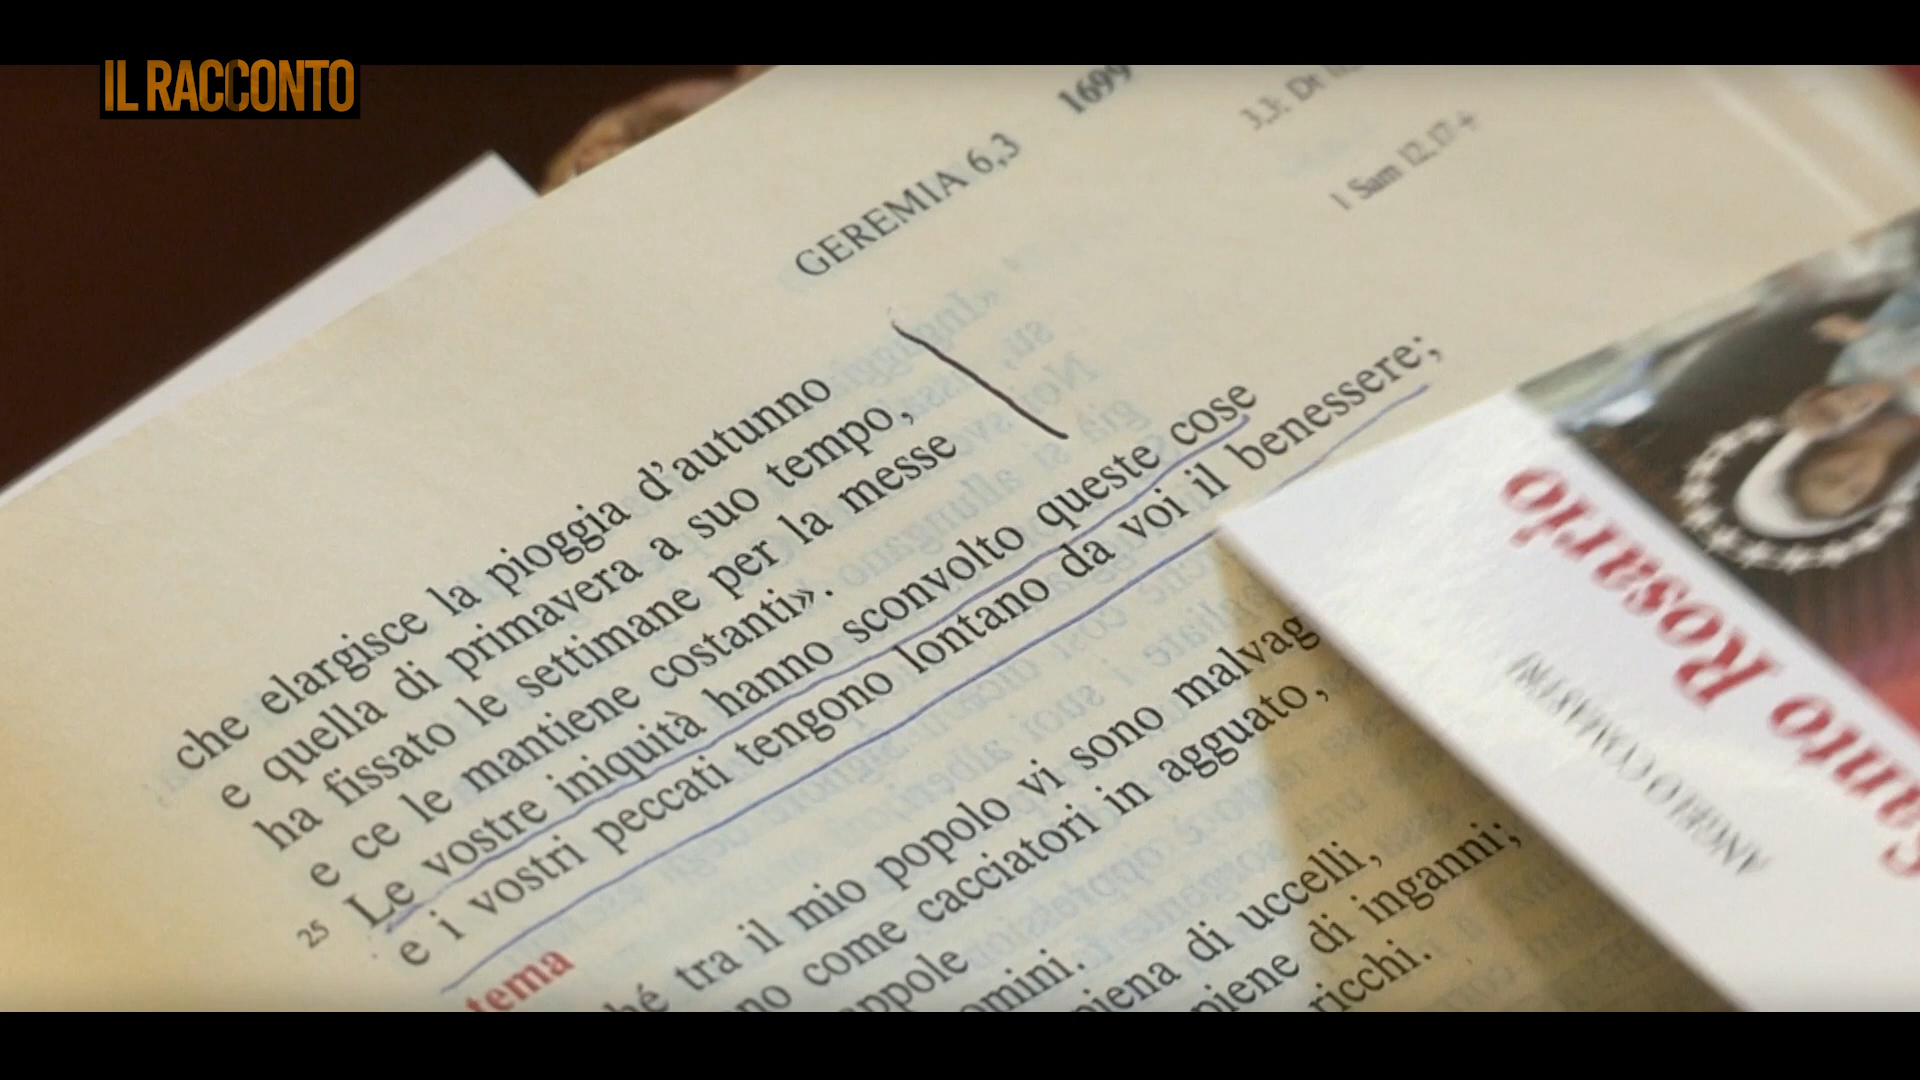 IL RACCONTO
GEREMIA 6,3
1699
1 Sam 12,17
che elargisce la pioggia d'autunno
e quella di primavera a suo tempo,
ha fissato le settimane per la messe
e ce le mantiene costanti».
25 Le vostre iniquità hanno sconvolto queste cose
e i vostri peccati tengono lontano da voi il benessere;
tra il mio popolo vi sono
come cacciatori in agguato,
piena di uccelli,
piene di inganni;
ricchi.
Rosario
ANGELO COMASTRI